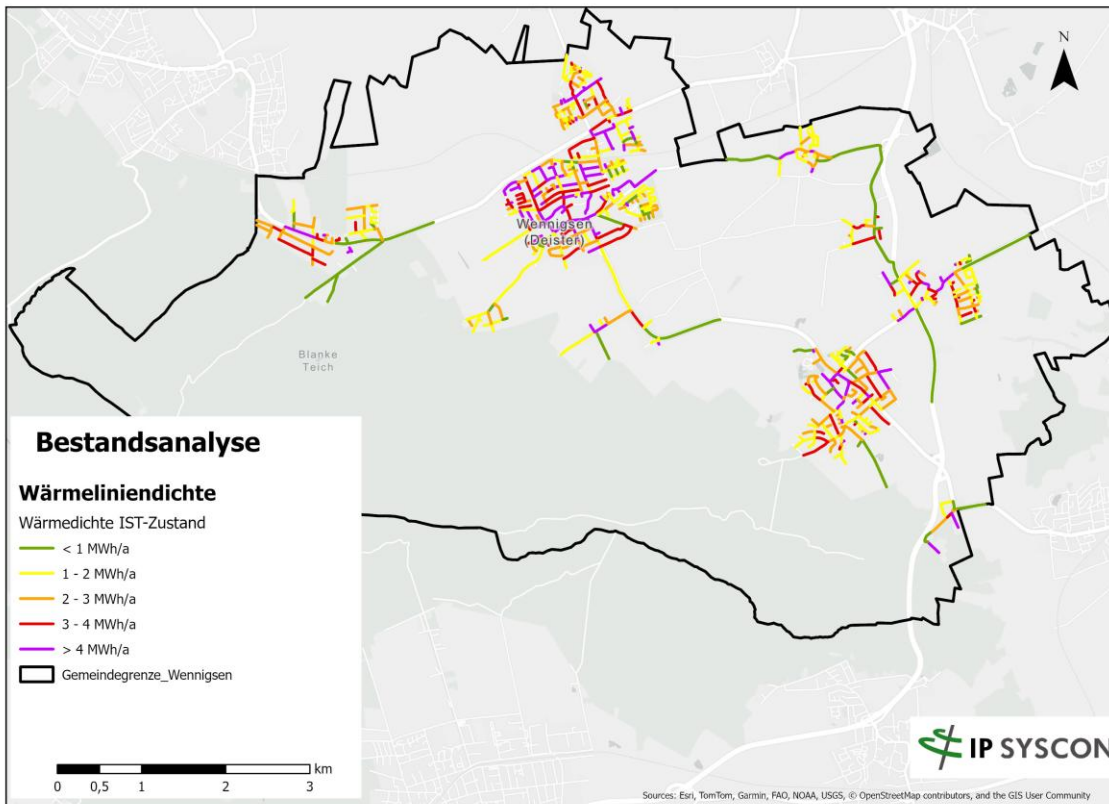 N
Wennigsen
(Deister)
Blanke
Teich
Bestandsanalyse
Wärmeliniendichte
Wärmedichte IST-Zustand
< 1 MWh/a
1 - 2 MWh/a
2 - 3 MWh/a
3 - 4 MWh/a
> 4 MWh/a
Gemeindegrenze_Wennigsen
km
0 0,5 1 2 3
IP SYSCON
Sources: Esri, TomTom, Garmin, FAO, NOAA, USGS, © OpenStreetMap contributors, and the GIS User Community